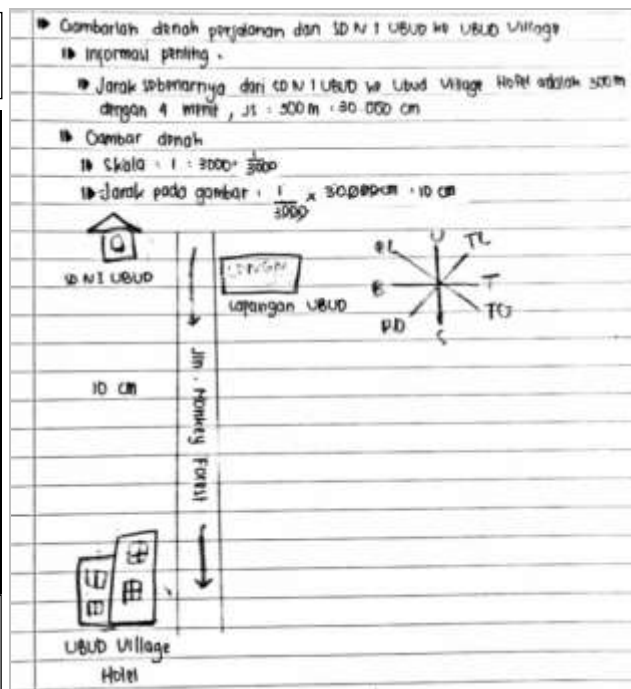 Gambarlah denah perjalanan dari SD N 1 UBUD ke UBUD Village
Informasi penting.
Jarak sebenarnya dari SD N 1 UBUD ke Ubud Village Hotel adalah 300 m
dengan 4 menit, JS : 300 m : 30 000 cm
Gambar denah
Skala : 1 : 3000 = 1/3000
Jarak pada gambar : 1/3000 x 30.000 cm = 10 cm
SD N 1 UBUD
Lapangan UBUD
U
BL
TL
B
T
BD
TG
S
10 cm
Jln. Monkey Forest
UBUD Village
Hotel